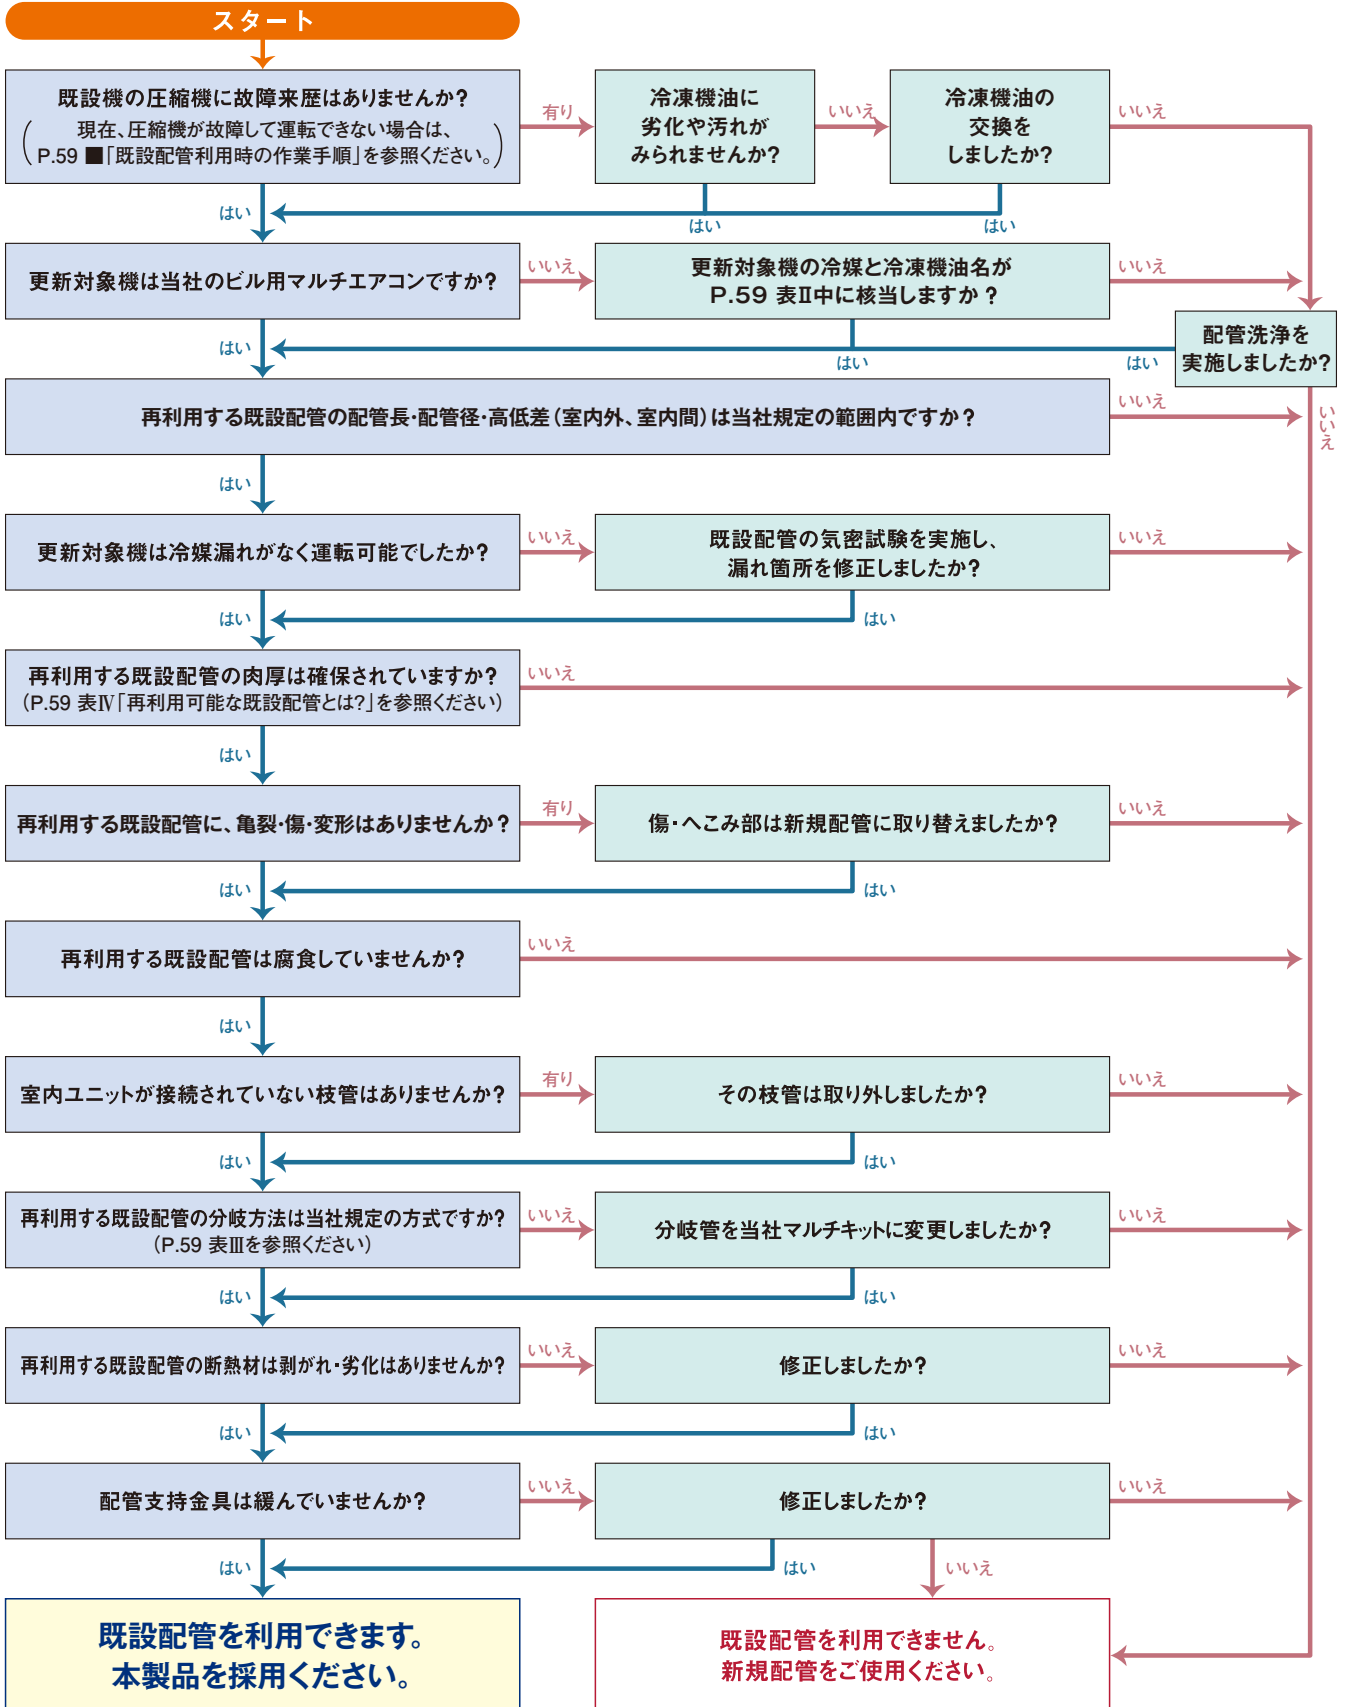 スタート
既設機の圧縮機に故障来歴はありませんか?
(現在、圧縮機が故障して運転できない場合は、
P.59 ■「既設配管利用時の作業手順」を参照ください。)
有り
冷凍機油に
劣化や汚れが
みられませんか?
いいえ
冷凍機油の
交換を
しましたか?
いいえ
はい
はい
はい
更新対象機は当社のビル用マルチエアコンですか?
いいえ
更新対象機の冷媒と冷凍機油名が
P.59 表Ⅱ中に核当しますか?
いいえ
配管洗浄を
実施しましたか?
はい
はい
はい
いいえ
再利用する既設配管の配管長・配管径・高低差(室内外、室内間)は当社規定の範囲内ですか?
いいえ
はい
更新対象機は冷媒漏れがなく運転可能でしたか?
いいえ
既設配管の気密試験を実施し、
漏れ箇所を修正しましたか?
いいえ
はい
はい
再利用する既設配管の肉厚は確保されていますか?
(P.59 表Ⅳ「再利用可能な既設配管とは?」を参照ください)
いいえ
はい
再利用する既設配管に、亀裂・傷・変形はありませんか?
有り
傷・へこみ部は新規配管に取り替えましたか?
いいえ
はい
はい
再利用する既設配管は腐食していませんか?
いいえ
はい
室内ユニットが接続されていない枝管はありませんか?
有り
その枝管は取り外しましたか?
いいえ
はい
はい
再利用する既設配管の分岐方法は当社規定の方式ですか?
(P.59 表Ⅲを参照ください)
いいえ
分岐管を当社マルチキットに変更しましたか?
いいえ
はい
はい
再利用する既設配管の断熱材は剥がれ・劣化はありませんか?
いいえ
修正しましたか?
いいえ
はい
はい
配管支持金具は緩んでいませんか?
いいえ
修正しましたか?
いいえ
はい
はい
いいえ
既設配管を利用できます。
本製品を採用ください。
既設配管を利用できません。
新規配管をご使用ください。